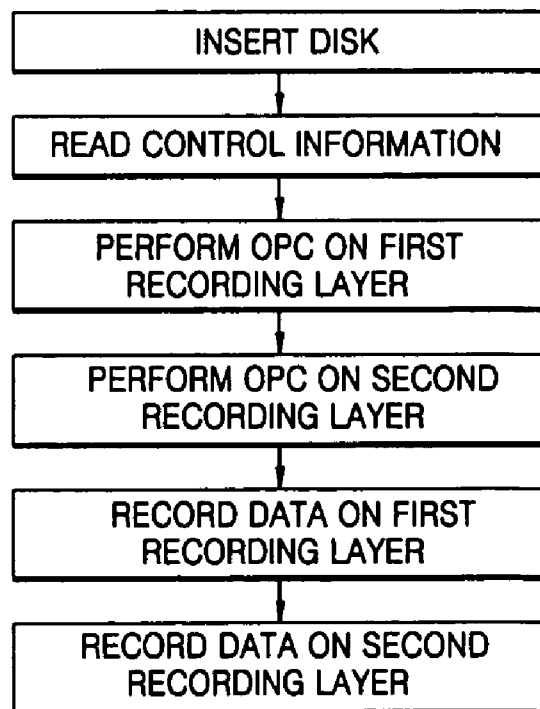 INSERT DISK
READ CONTROL INFORMATION
PERFORM OPC ON FIRST
RECORDING LAYER
PERFORM OPC ON SECOND
RECORDING LAYER
RECORD DATA ON FIRST
RECORDING LAYER
RECORD DATA ON SECOND
RECORDING LAYER